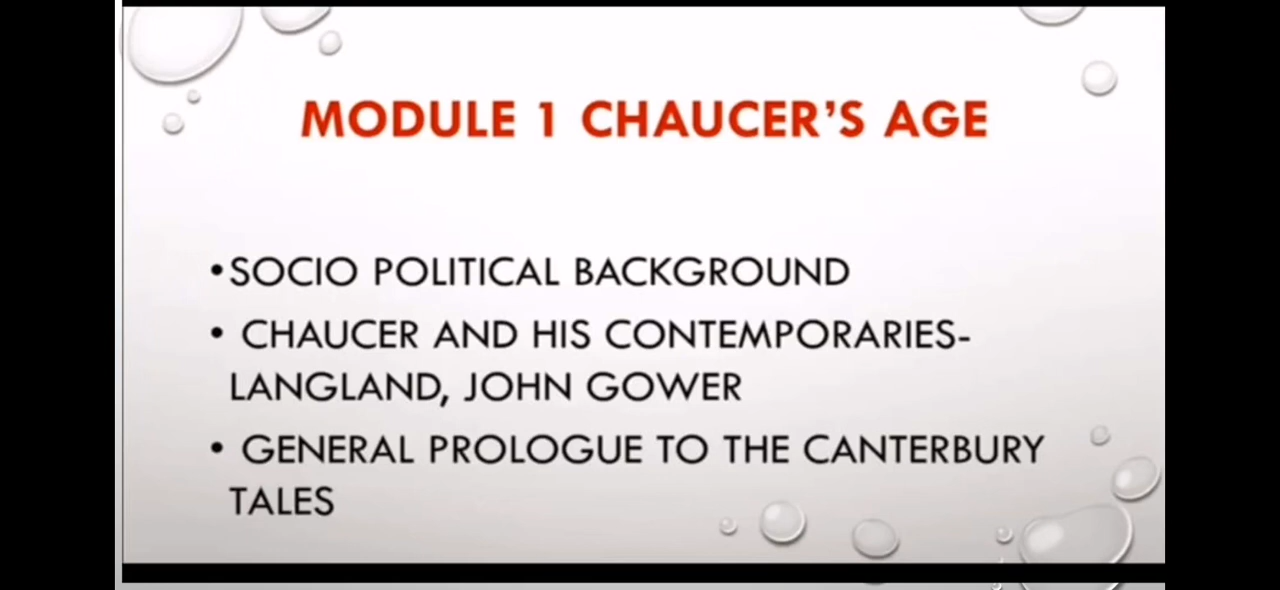 MODULE 1 CHAUCER’S AGE
•SOCIO POLITICAL BACKGROUND
• CHAUCER AND HIS CONTEMPORARIES-
LANGLAND, JOHN GOWER
• GENERAL PROLOGUE TO THE CANTERBURY
TALES